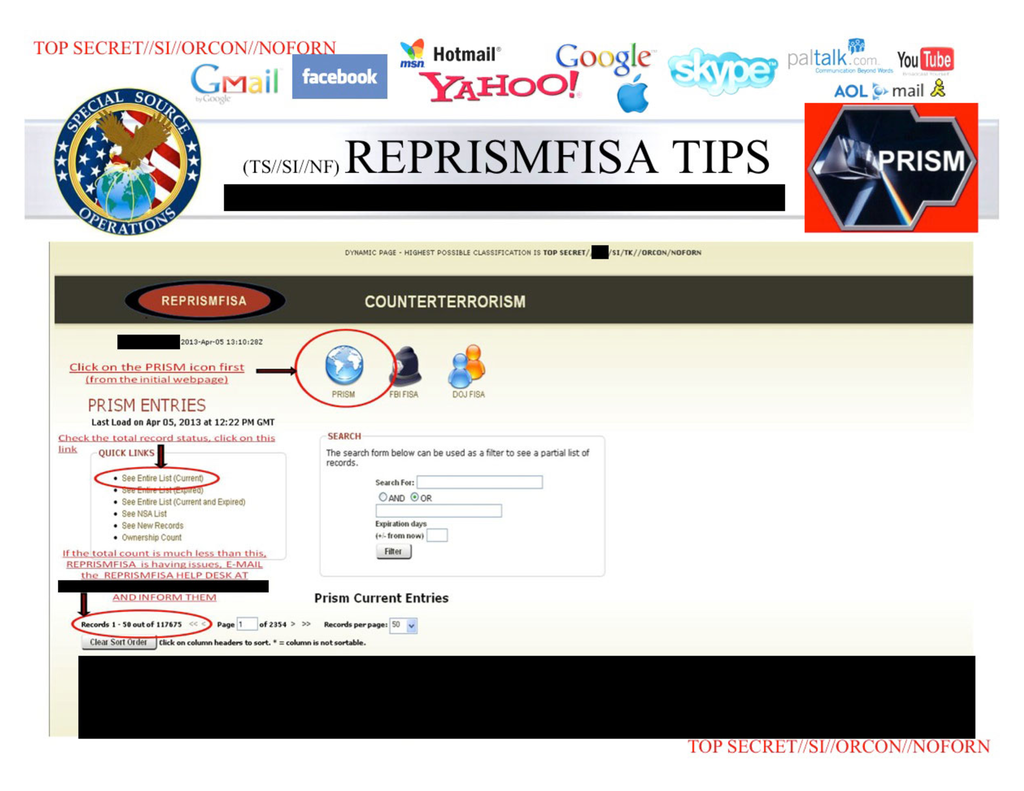 TOP SECRET//SI//ORCON//NOFORN
Gmail
by Google
facebook
msn Hotmail
YAHOO!
Google
skype
paltalk.com
Communication Beyond Words
YouTube
AOL mail
SPECIAL SOURCE OPERATIONS
(TS//SI//NF) REPRISMFISA TIPS
PRISM
DYNAMIC PAGE - HIGHEST POSSIBLE CLASSIFICATION IS TOP SECRET/ /SI/TK//ORCON/NOFORN
REPRISMFISA
COUNTERTERRORISM
2013-Apr-05 13:10:28Z
Click on the PRISM icon first
(from the initial webpage)
PRISM
FBI FISA
DOJ FISA
PRISM ENTRIES
Last Load on Apr 05, 2013 at 12:22 PM GMT
Check the total record status, click on this
link
QUICK LINKS
See Entire List (Current)
See Entire List (Expired)
See Entire List (Current and Expired)
See NSA List
See New Records
Ownership Count
SEARCH
The search form below can be used as a filter to see a partial list of
records.
Search For:
AND OR
Expiration days
(+/- from now)
Filter
If the total count is much less than this,
REPRISMFISA is having issues, E-MAIL
the REPRISMFISA HELP DESK AT
AND INFORM THEM
Prism Current Entries
Records 1 - 50 out of 117675 << < Page 1 of 2354 > >> Records per page: 50
Clear Sort Order Click on column headers to sort. * = column is not sortable.
TOP SECRET//SI//ORCON//NOFORN